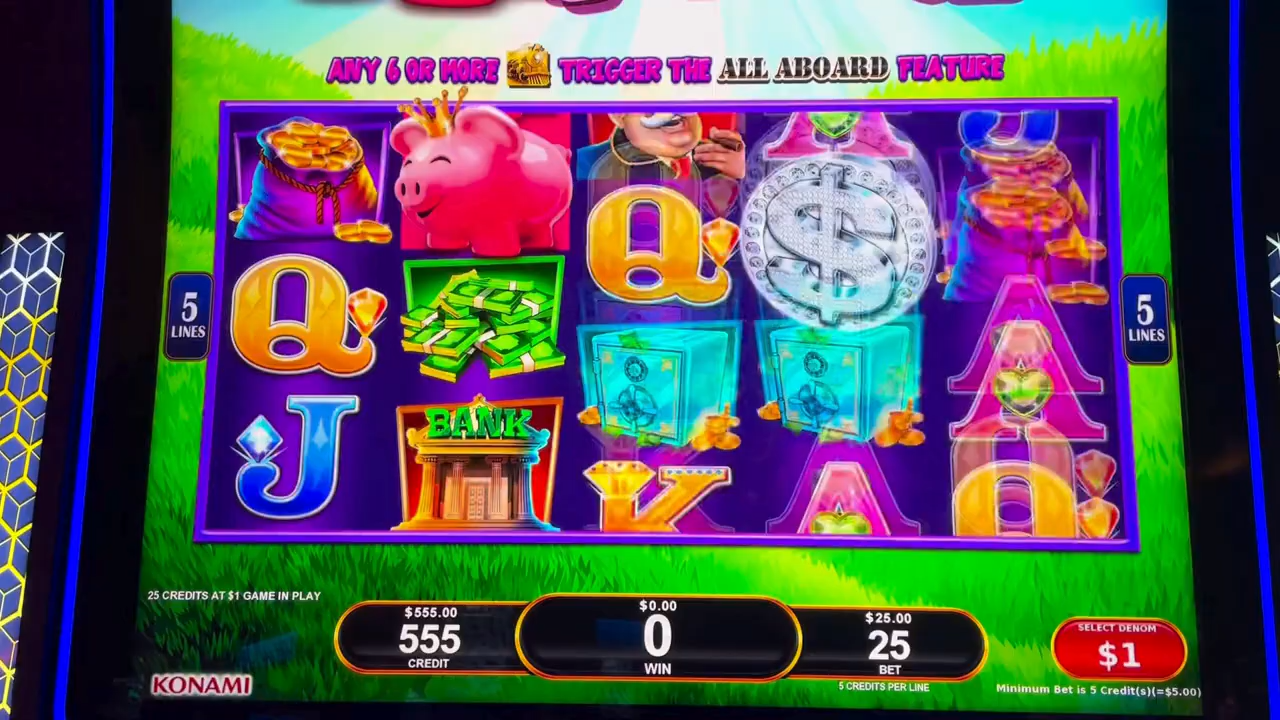 ANY 6 OR MORE TRIGGER THE ALL ABOARD FEATURE
J
Q
5 LINES
Q
A
5 LINES
BANK
J
K
A
Q
25 CREDITS AT $1 GAME IN PLAY
$555.00
555
CREDIT
$0.00
0
WIN
$25.00
25
BET
5 CREDITS PER LINE
SELECT DENOM
$1
Minimum Bet is 5 Credit(s)(=$5.00)
KONAMI